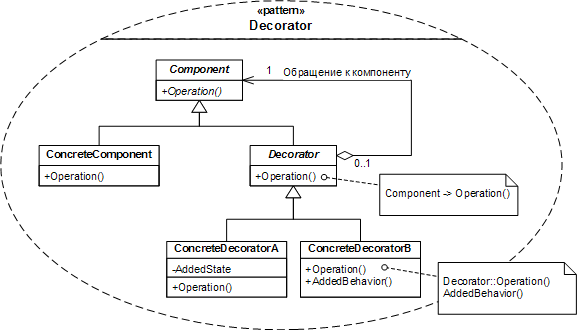 «pattern»
Decorator
Component
+Operation()
1 Обращение к компоненту
ConcreteComponent
+Operation()
Decorator
+Operation()
0..1
Component -> Operation()
ConcreteDecoratorA
-AddedState
+Operation()
ConcreteDecoratorB
+Operation()
+AddedBehavior()
Decorator::Operation()
AddedBehavior()